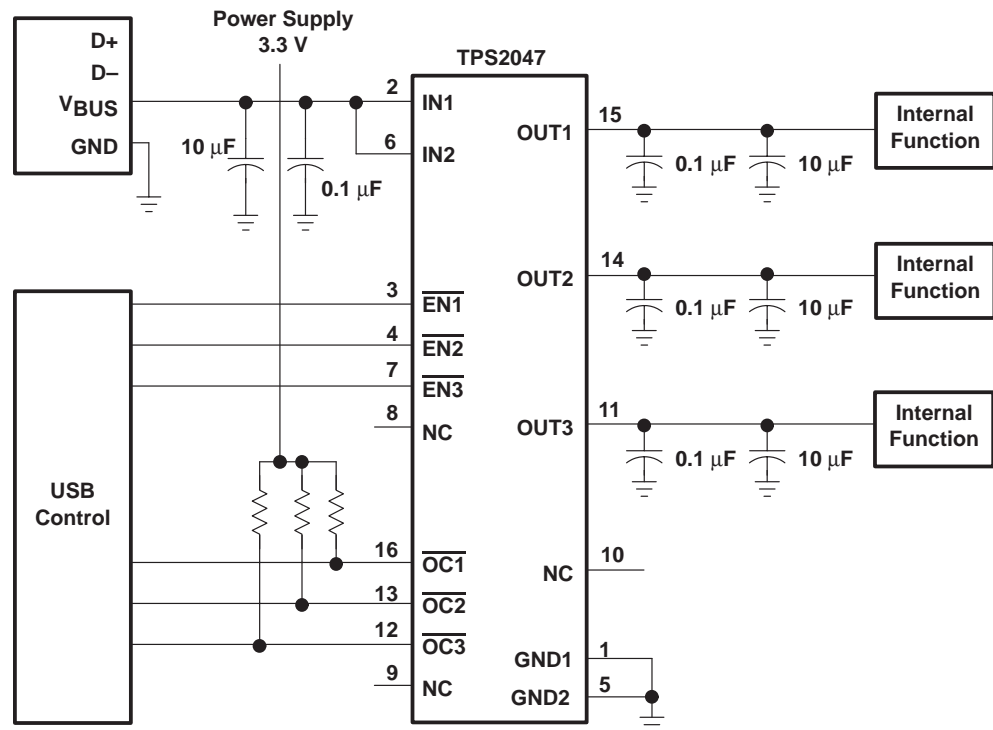 Power Supply
3.3 V
D+
D–
VBUS
GND
10 μF
0.1 μF
TPS2047
2
IN1
6
IN2
15
OUT1
0.1 μF
10 μF
Internal
Function
14
OUT2
0.1 μF
10 μF
Internal
Function
11
OUT3
0.1 μF
10 μF
Internal
Function
USB
Control
3
EN1
4
EN2
7
EN3
8
NC
16
OC1
13
OC2
12
OC3
9
NC
10
NC
1
GND1
5
GND2